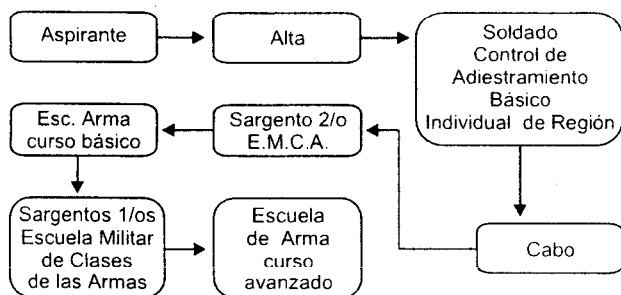 Aspirante
Alta
Soldado
Control de
Adiestramiento
Básico
Individual de Región
Esc. Arma
curso básico
Sargento 2/o
E.M.C.A.
Sargentos 1/os
Escuela Militar
de Clases
de las Armas
Escuela
de Arma
curso
avanzado
Cabo